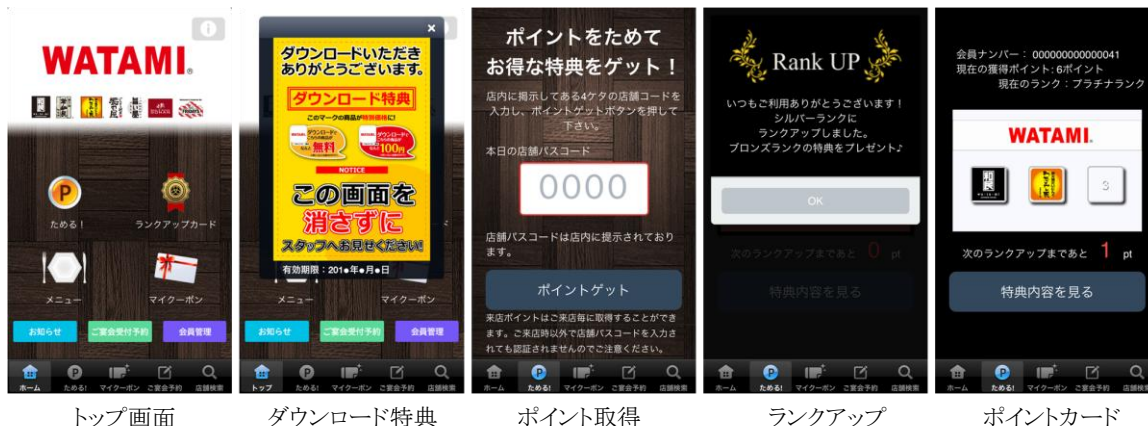 WATAMI.
ためる！
ランクアップカード
メニュー
マイクーポン
お知らせ
ご宴会受付予約
会員管理
ホーム
ためる!
マイクーポン
ご宴会予約
店舗検索
トップ画面
×
ダウンロードいただき
ありがとうございます。
ダウンロード特典
このマークの商品が特別価格に!
無料
100円
NOTICE
この画面を
消さずに
スタッフへお見せください!
有効期限：201●年●月●日
メニュー
マイクーポン
お知らせ
ご宴会受付予約
会員管理
トップ
ためる!
マイクーポン
ご宴会予約
店舗検索
ダウンロード特典
ポイントをためて
お得な特典をゲット！
店内に掲示してある4ケタの店舗コードを
入力し、ポイントゲットボタンを押して
下さい。
本日の店舗パスコード
0000
店舗パスコードは店内に提示されており
ます。
ポイントゲット
来店ポイントはご来店毎に取得することができ
ます。ご来店時以外で店舗パスコードを入力さ
れても認証されませんのでご注意ください。
ホーム
ためる!
マイクーポン
ご宴会予約
店舗検索
ポイント取得
Rank UP
いつもご利用ありがとうございます！
シルバーランクに
ランクアップしました。
ブロンズランクの特典をプレゼント♪
OK
次のランクアップまであと 0 pt
特典内容を見る
ホーム
ためる!
マイクーポン
ご宴会予約
店舗検索
ランクアップ
会員ナンバー： 000000000000041
現在の獲得ポイント:6ポイント
現在のランク：プラチナランク
WATAMI.
和民
3
次のランクアップまであと 1 pt
特典内容を見る
ホーム
ためる!
マイクーポン
ご宴会予約
店舗検索
ポイントカード